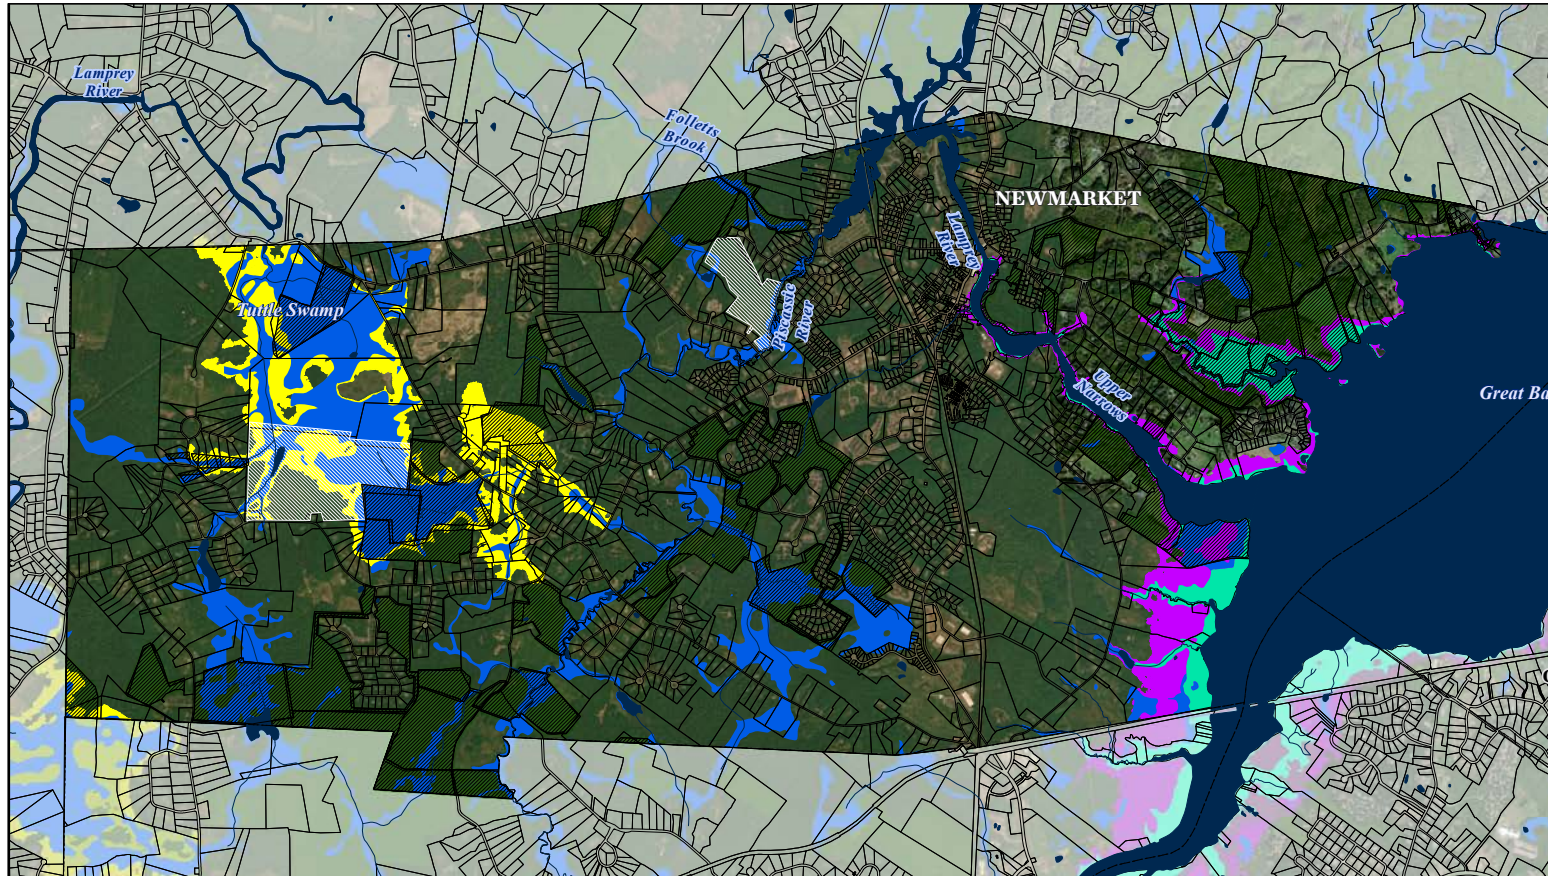 Lamprey
River
Folletts
Brook
NEWMARKET
Lamprey
River
Tuttle Swamp
Piscassic
River
Upper
Narrows
Great Ba